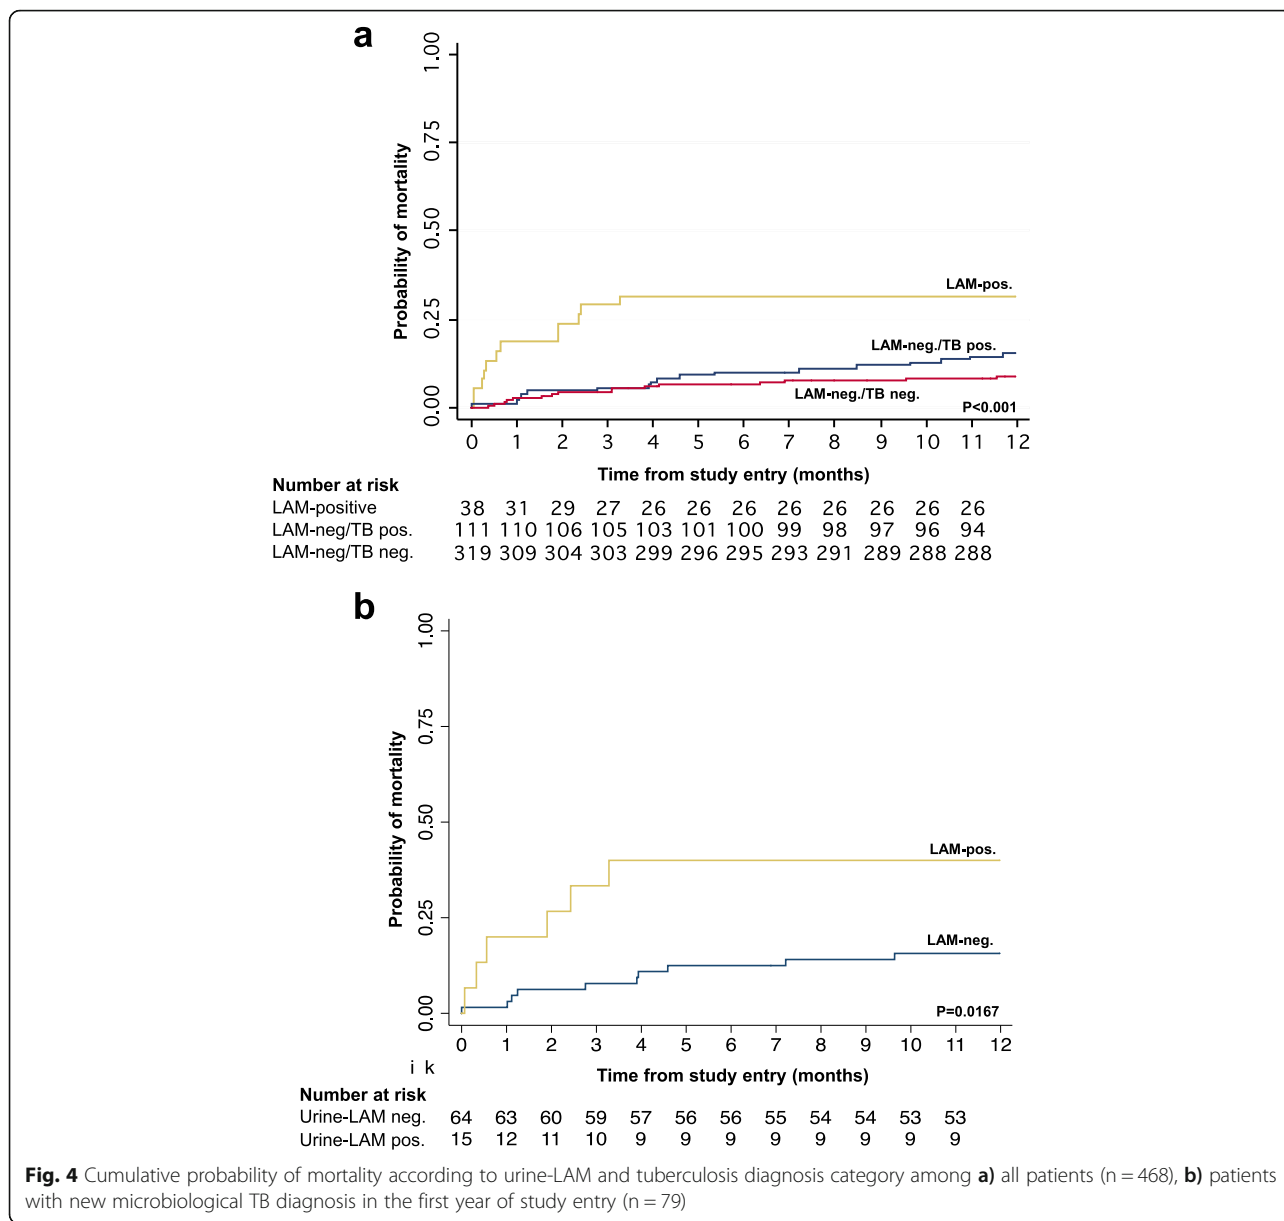 a
Probability of mortality
1.00
0.75
0.50
0.25
0.00
LAM-pos.
LAM-neg./TB pos.
LAM-neg./TB neg.
P<0.001
0 1 2 3 4 5 6 7 8 9 10 11 12
Time from study entry (months)
Number at risk
LAM-positive 38 31 29 27 26 26 26 26 26 26 26 26
LAM-neg/TB pos. 111 110 106 105 103 101 100 99 98 97 96 94
LAM-neg/TB neg. 319 309 304 303 299 296 295 293 291 289 288 288
b
Probability of mortality
1.00
0.75
0.50
0.25
0.00
LAM-pos.
LAM-neg.
P=0.0167
0 1 2 3 4 5 6 7 8 9 10 11 12
i k
Time from study entry (months)
Number at risk
Urine-LAM neg. 64 63 60 59 57 56 56 55 54 54 53 53
Urine-LAM pos. 15 12 11 10 9 9 9 9 9 9 9 9
Fig. 4 Cumulative probability of mortality according to urine-LAM and tuberculosis diagnosis category among a) all patients (n = 468), b) patients
with new microbiological TB diagnosis in the first year of study entry (n = 79)